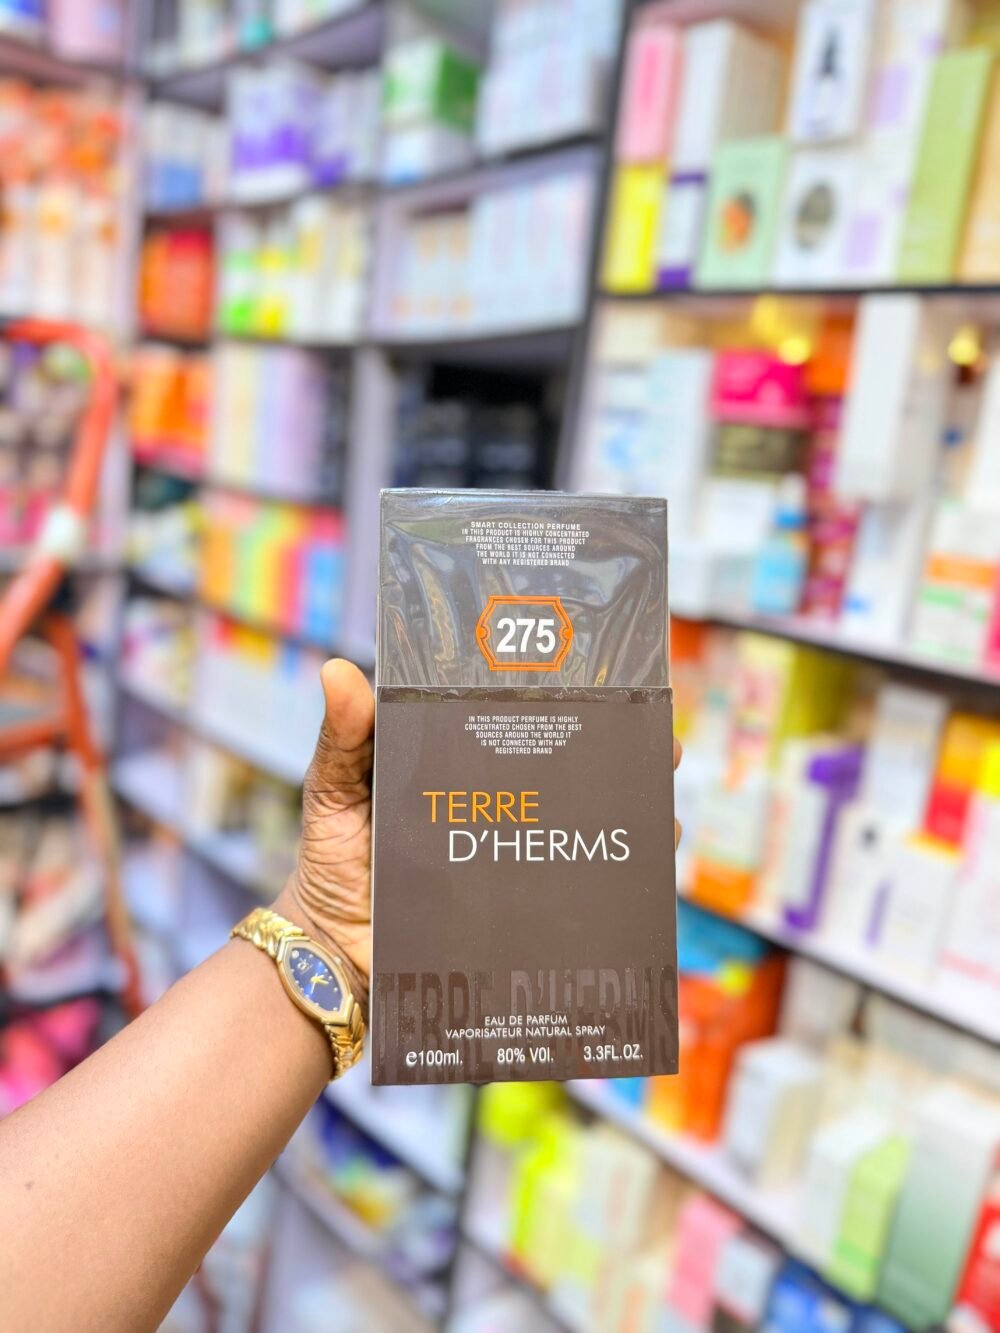 SMART COLLECTION PERFUME
IN THIS PRODUCT IS HIGHLY CONCENTRATED
FRAGRANCES CHOSEN FOR THIS PRODUCT
FROM THE BEST SOURCES AROUND
THE WORLD IT IS NOT CONNECTED
WITH ANY REGISTERED BRAND
275
IN THIS PRODUCT PERFUME IS HIGHLY
CONCENTRATED CHOSEN FROM THE BEST
SOURCES AROUND THE WORLD IT
IS NOT CONNECTED WITH ANY
REGISTERED BRAND
TERRE
D'HERMS
TERRE D'HERMS
EAU DE PARFUM
VAPORISATEUR NATURAL SPRAY
e100ml. 80% VOl. 3.3FL.OZ.